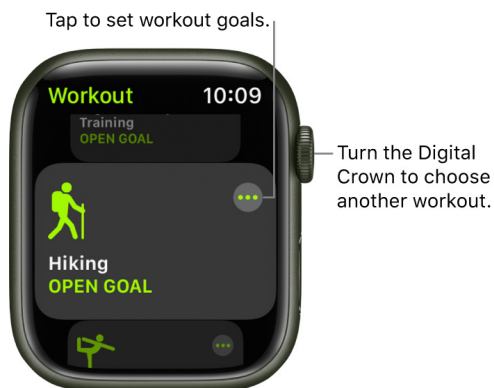 Tap to set workout goals.
Workout 10:09
Training
OPEN GOAL
Hiking
OPEN GOAL
Turn the Digital
Crown to choose
another workout.